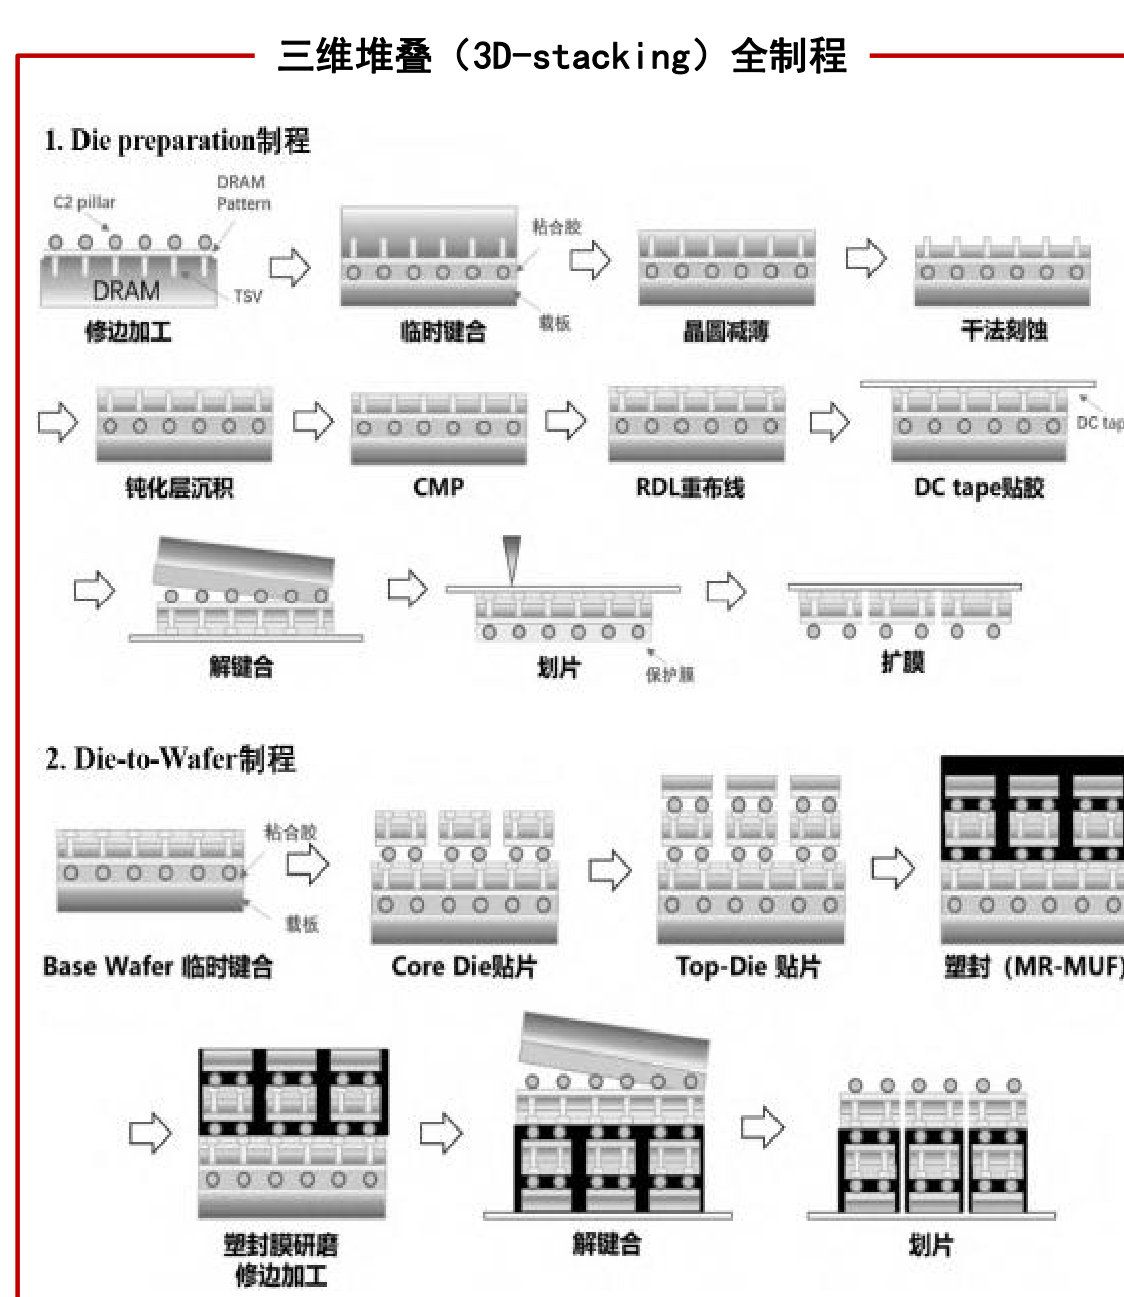 三维堆叠（3D-stacking）全制程
1. Die preparation制程
C2 pillar
DRAM
Pattern
DRAM
TSV
修边加工
粘合胶
载板
临时键合
晶圆减薄
干法刻蚀
钝化层沉积
CMP
RDL重布线
DC tap
DC tape贴胶
解键合
划片
保护膜
扩膜
2. Die-to-Wafer制程
粘合胶
载板
Base Wafer 临时键合
Core Die贴片
Top-Die 贴片
塑封（MR-MUF）
塑封膜研磨
修边加工
解键合
划片